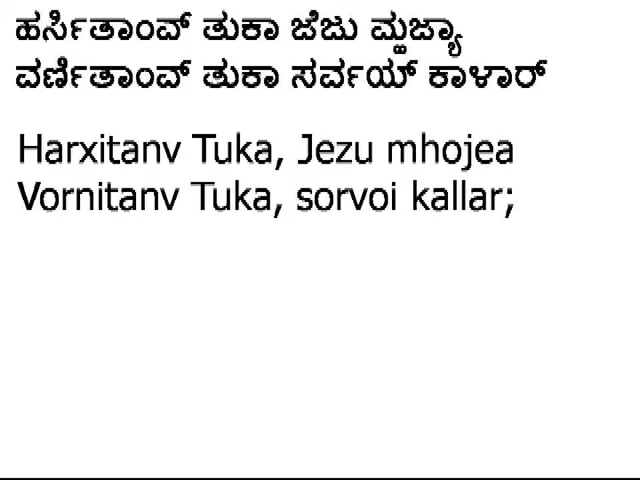 ಹರ್ಸಿತಾಂವ್ ತುಕಾ ಜೆಜು ಮ್ಹಜ್ಯಾ
ವರ್ಣಿತಾಂವ್ ತುಕಾ ಸರ್ವಯ್ ಕಾಳಾರ್
Harxitanv Tuka, Jezu mhojea
Vornitanv Tuka, sorvoi kallar;